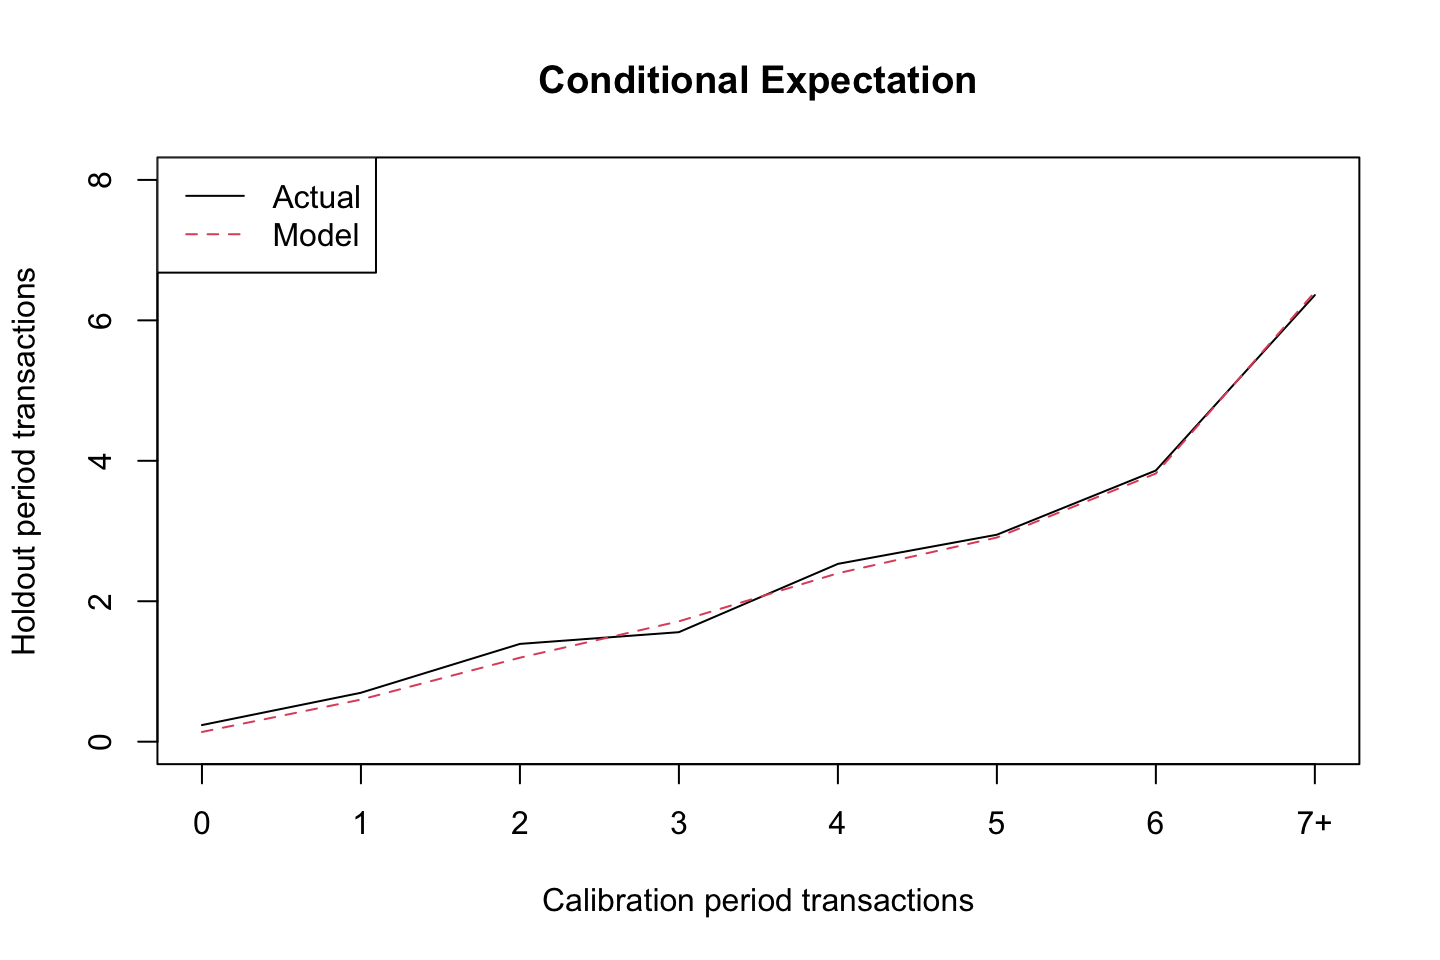 Conditional Expectation
Actual
Model
8
6
4
2
0
Holdout period transactions
0 1 2 3 4 5 6 7+
Calibration period transactions